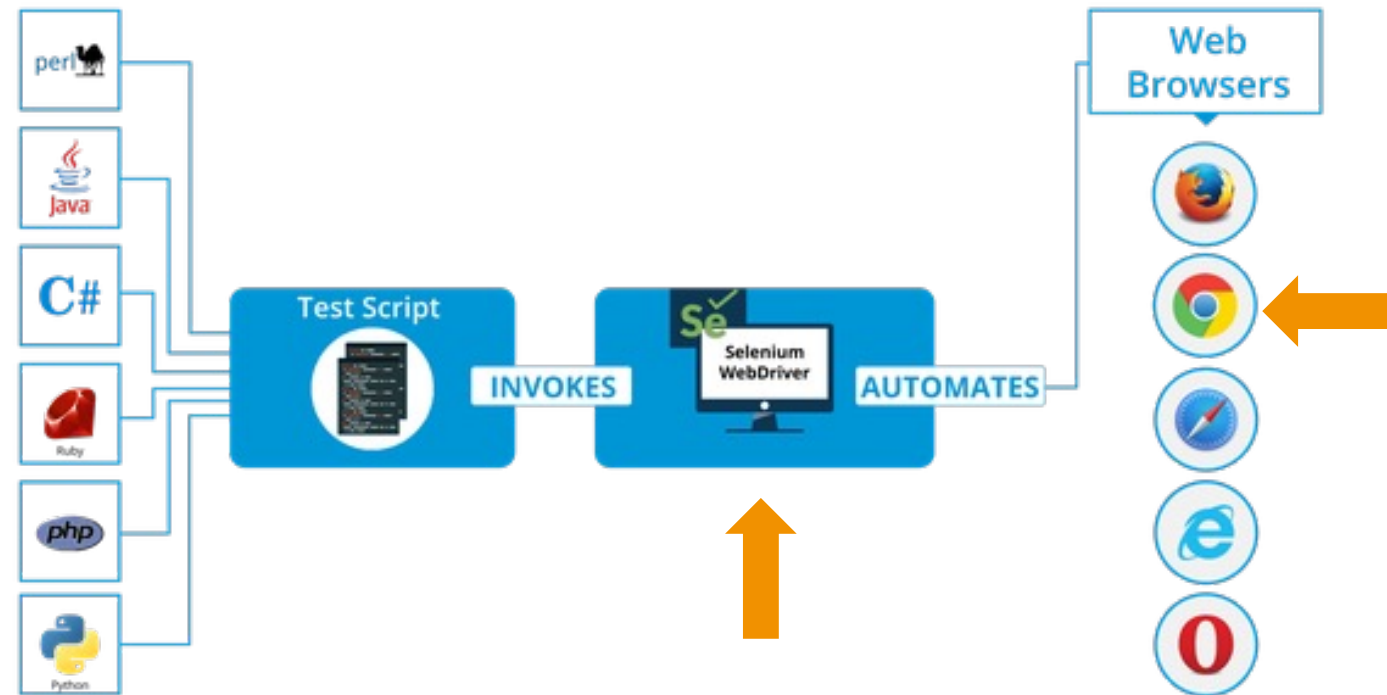 perl
Java
C#
Ruby
php
Python
Test Script
INVOKES
Se
Selenium
WebDriver
AUTOMATES
Web
Browsers